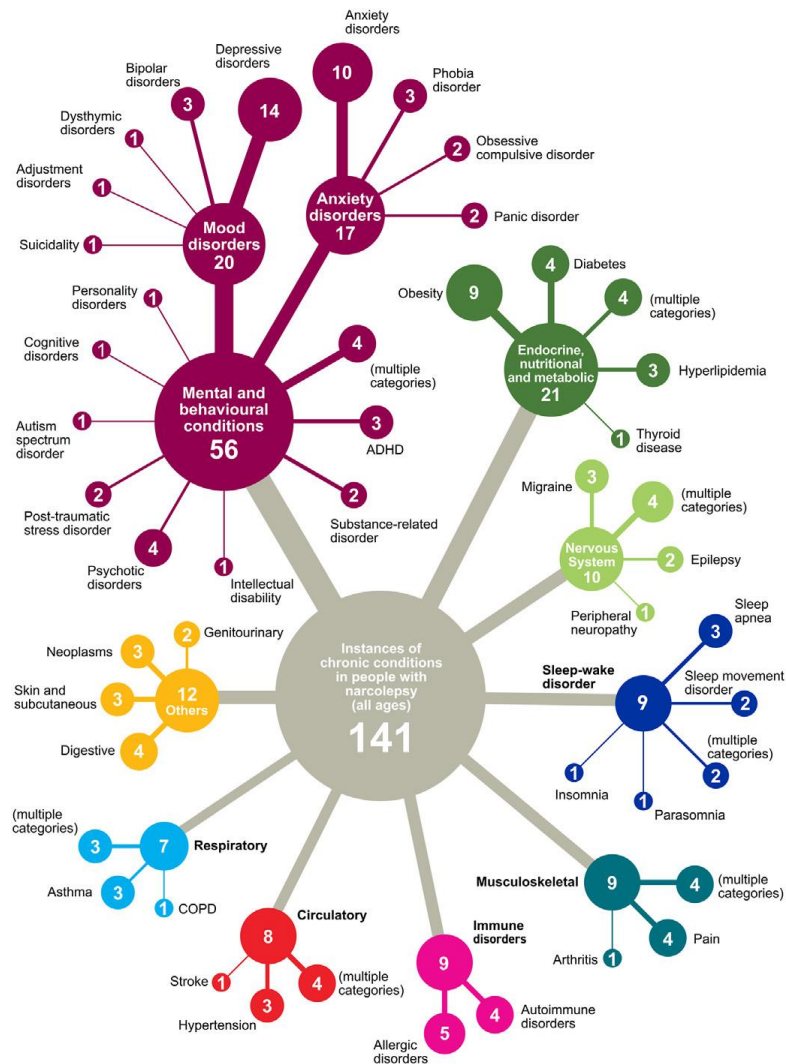 Anxiety
disorders
10
Depressive
disorders
14
Bipolar
disorders
3
Phobia
disorder
3
Dysthymic
disorders
1
Obsessive
compulsive disorder
2
Adjustment
disorders
1
Panic disorder
2
Suicidality
1
Mood
disorders
20
Anxiety
disorders
17
Personality
disorders
1
Cognitive
disorders
1
Autism
spectrum
disorder
1
Post-traumatic
stress disorder
2
Psychotic
disorders
4
Intellectual
disability
1
Substance-related
disorder
2
ADHD
3
(multiple
categories)
4
Mental and
behavioural
conditions
56
Obesity
9
Diabetes
4
(multiple
categories)
4
Hyperlipidemia
3
Thyroid
disease
1
Endocrine,
nutritional
and metabolic
21
Migraine
3
(multiple
categories)
4
Epilepsy
2
Peripheral
neuropathy
1
Nervous
System
10
Instances of
chronic conditions
in people with
narcolepsy
(all ages)
141
Sleep-wake
disorder
9
Sleep
apnea
3
Sleep movement
disorder
2
(multiple
categories)
2
Parasomnia
1
Insomnia
1
Genitourinary
2
Neoplasms
3
Skin and
subcutaneous
3
Digestive
4
12
Others
(multiple
categories)
3
Asthma
3
COPD
1
7
Respiratory
Circulatory
8
Stroke
1
Hypertension
3
(multiple
categories)
4
Immune
disorders
9
Allergic
disorders
5
Autoimmune
disorders
4
Musculoskeletal
9
(multiple
categories)
4
Pain
4
Arthritis
1